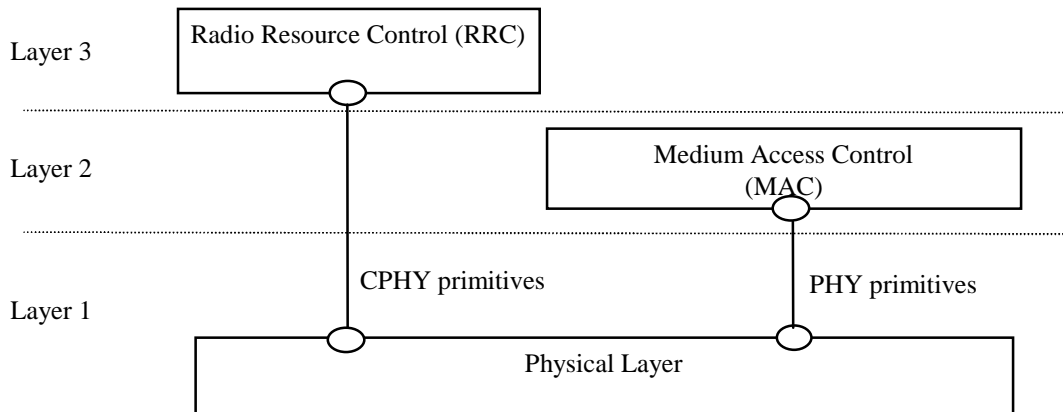 Radio Resource Control (RRC)
Layer 3
Medium Access Control
(MAC)
Layer 2
CPHY primitives
PHY primitives
Layer 1
Physical Layer